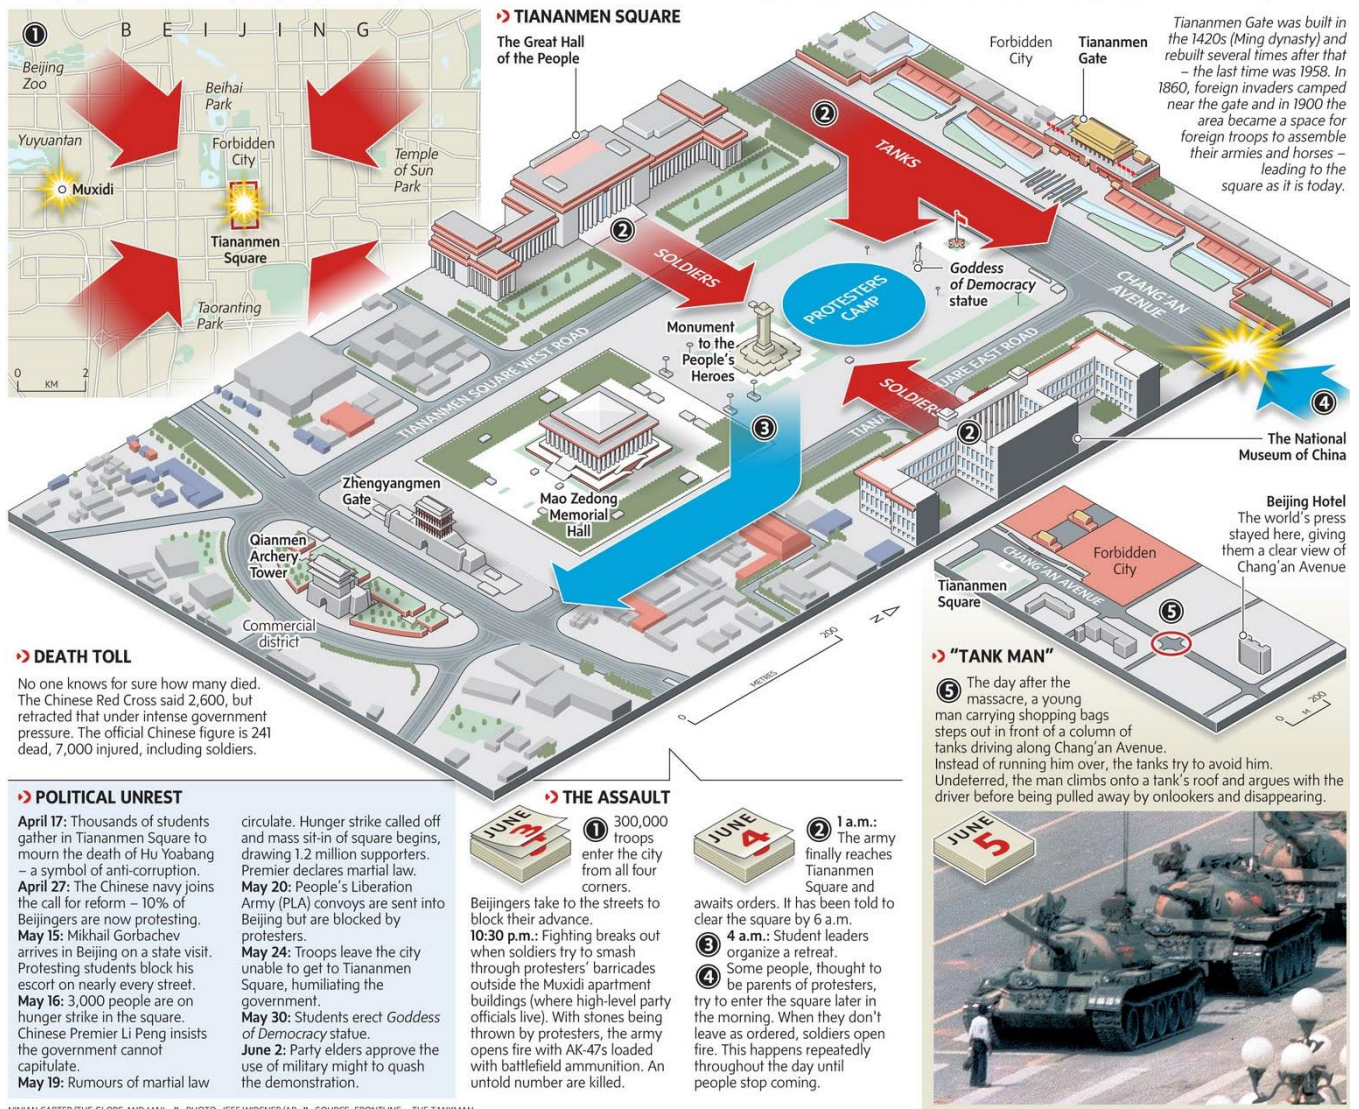 1
B E I J I N G
Beijing
Zoo
Beihai
Park
Yuyuantan
Forbidden
City
Temple
of Sun
Park
Muxidi
Tiananmen
Square
Taoranting
Park
0 2
KM
TIANANMEN SQUARE
The Great Hall
of the People
Forbidden
City
Tiananmen
Gate
Tiananmen Gate was built in
the 1420s (Ming dynasty) and
rebuilt several times after that
– the last time was 1958. In
1860, foreign invaders camped
near the gate and in 1900 the
area became a space for
foreign troops to assemble
their armies and horses –
leading to the
square as it is today.
2
TANKS
2
SOLDIERS
Goddess
of Democracy
statue
PROTESTERS
CAMP
CHANG'AN
AVENUE
Monument
to the
People's
Heroes
TIANANMEN SQUARE WEST ROAD
SOLDIERS
2
SQUARE EAST ROAD
4
3
The National
Museum of China
Zhengyangmen
Gate
Mao Zedong
Memorial
Hall
Qianmen
Archery
Tower
Commercial
district
N
0 200
METRES
Beijing Hotel
The world's press
stayed here, giving
them a clear view of
Chang'an Avenue
Forbidden
City
CHANG'AN AVENUE
Tiananmen
Square
5
0 200
M
DEATH TOLL
No one knows for sure how many died.
The Chinese Red Cross said 2,600, but
retracted that under intense government
pressure. The official Chinese figure is 241
dead, 7,000 injured, including soldiers.
"TANK MAN"
5 The day after the
massacre, a young
man carrying shopping bags
steps out in front of a column of
tanks driving along Chang'an Avenue.
Instead of running him over, the tanks try to avoid him.
Undeterred, the man climbs onto a tank's roof and argues with the
driver before being pulled away by onlookers and disappearing.
POLITICAL UNREST
April 17: Thousands of students
gather in Tiananmen Square to
mourn the death of Hu Yoabang
– a symbol of anti-corruption.
April 27: The Chinese navy joins
the call for reform – 10% of
Beijingers are now protesting.
May 15: Mikhail Gorbachev
arrives in Beijing on a state visit.
Protesting students block his
escort on nearly every street.
May 16: 3,000 people are on
hunger strike in the square.
Chinese Premier Li Peng insists
the government cannot
capitulate.
May 19: Rumours of martial law
circulate. Hunger strike called off
and mass sit-in of square begins,
drawing 1.2 million supporters.
Premier declares martial law.
May 20: People's Liberation
Army (PLA) convoys are sent into
Beijing but are blocked by
protesters.
May 24: Troops leave the city
unable to get to Tiananmen
Square, humiliating the
government.
May 30: Students erect Goddess
of Democracy statue.
June 2: Party elders approve the
use of military might to quash
the demonstration.
THE ASSAULT
JUNE
3
1 300,000
troops
enter the city
from all four
corners.
Beijingers take to the streets to
block their advance.
10:30 p.m.: Fighting breaks out
when soldiers try to smash
through protesters' barricades
outside the Muxidi apartment
buildings (where high-level party
officials live). With stones being
thrown by protesters, the army
opens fire with AK-47s loaded
with battlefield ammunition. An
untold number are killed.
JUNE
4
2 1 a.m.:
The army
finally reaches
Tiananmen
Square and
awaits orders. It has been told to
clear the square by 6 a.m.
3 4 a.m.: Student leaders
organize a retreat.
4 Some people, thought to
be parents of protesters,
try to enter the square later in
the morning. When they don't
leave as ordered, soldiers open
fire. This happens repeatedly
throughout the day until
people stop coming.
JUNE
5